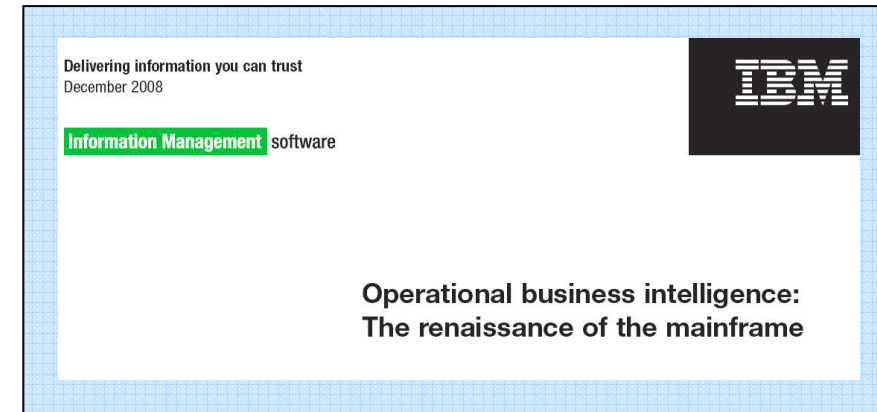 Delivering information you can trust
December 2008
IBM
Information Management software
Operational business intelligence:
The renaissance of the mainframe